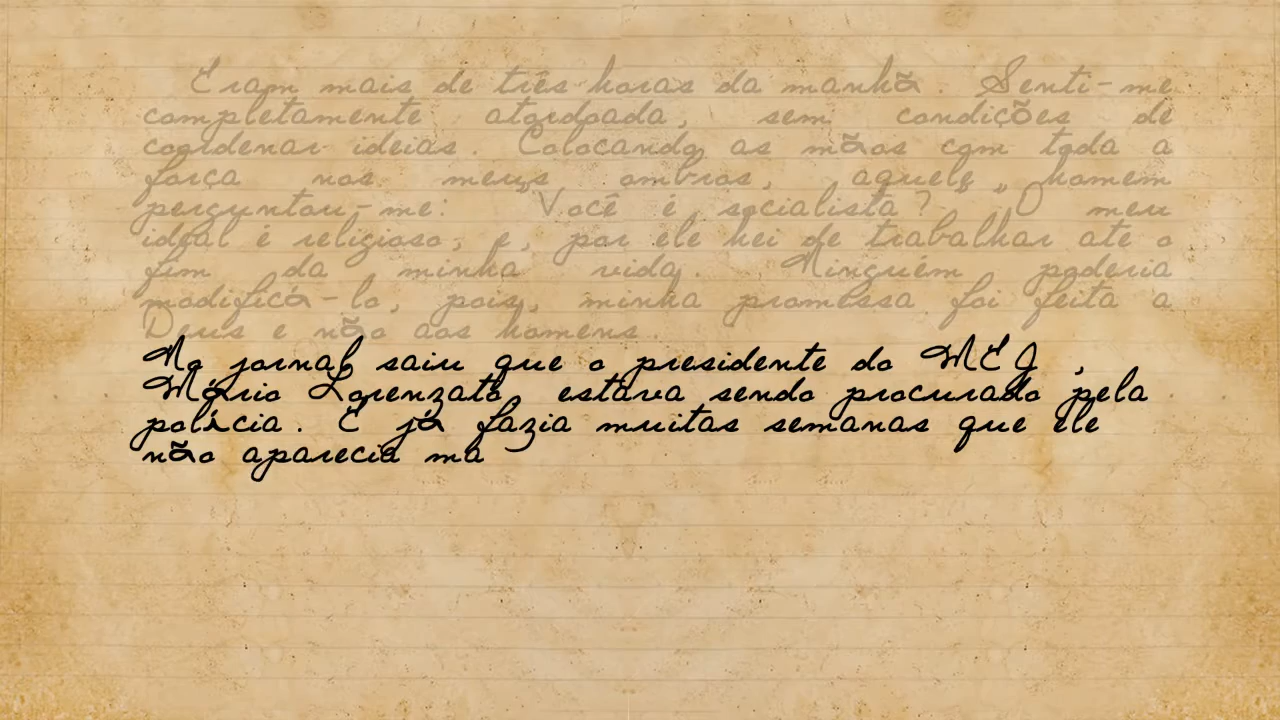 Eram mais de três horas da manhã. Senti-me
completamente atordoada, sem condições de
coordenar ideias. Colocando as mãos com toda a
força nos meus ombros, aquele homem
perguntou-me: "Você é socialista?" O meu
ideal é religioso, e, por ele hei de trabalhar até o
fim da minha vida. Ninguém poderia
modificá-lo, pois, minha promessa foi feita a
Deus e não aos homens.
No jornal saiu que o presidente do MEJ,
Mário Lorenzato, estava sendo procurado pela
polícia. E já fazia muitas semanas que ele
não aparecia ma